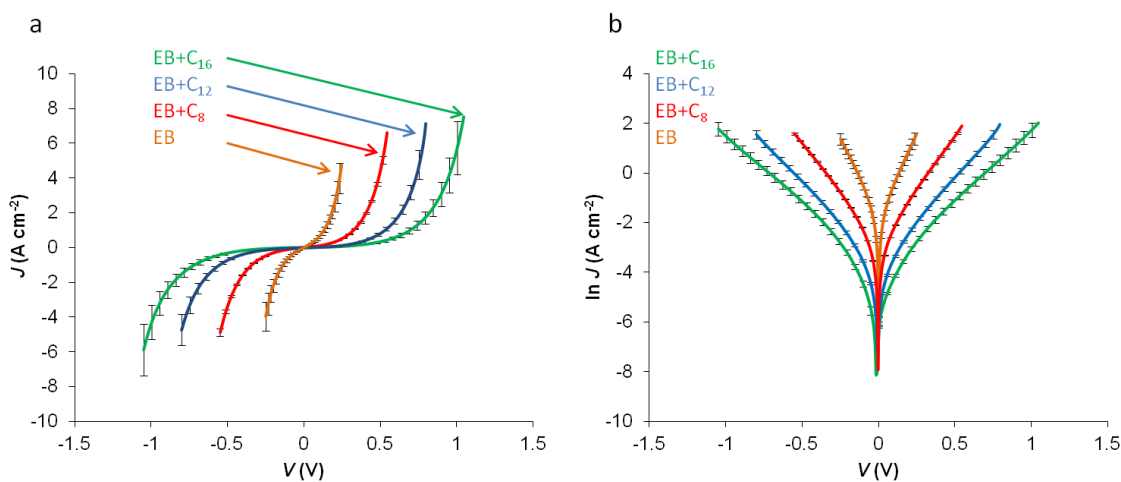 a
EB+C₁₆
EB+C₁₂
EB+C₈
EB
10
8
6
4
2
0
-2
-4
-6
-8
-10
J (A cm⁻²)
-1.5
-1
-0.5
0
0.5
1
1.5
V (V)
b
EB+C₁₆
EB+C₁₂
EB+C₈
EB
4
2
0
-2
-4
-6
-8
-10
ln J (A cm⁻²)
-1.5
-1
-0.5
0
0.5
1
1.5
V (V)